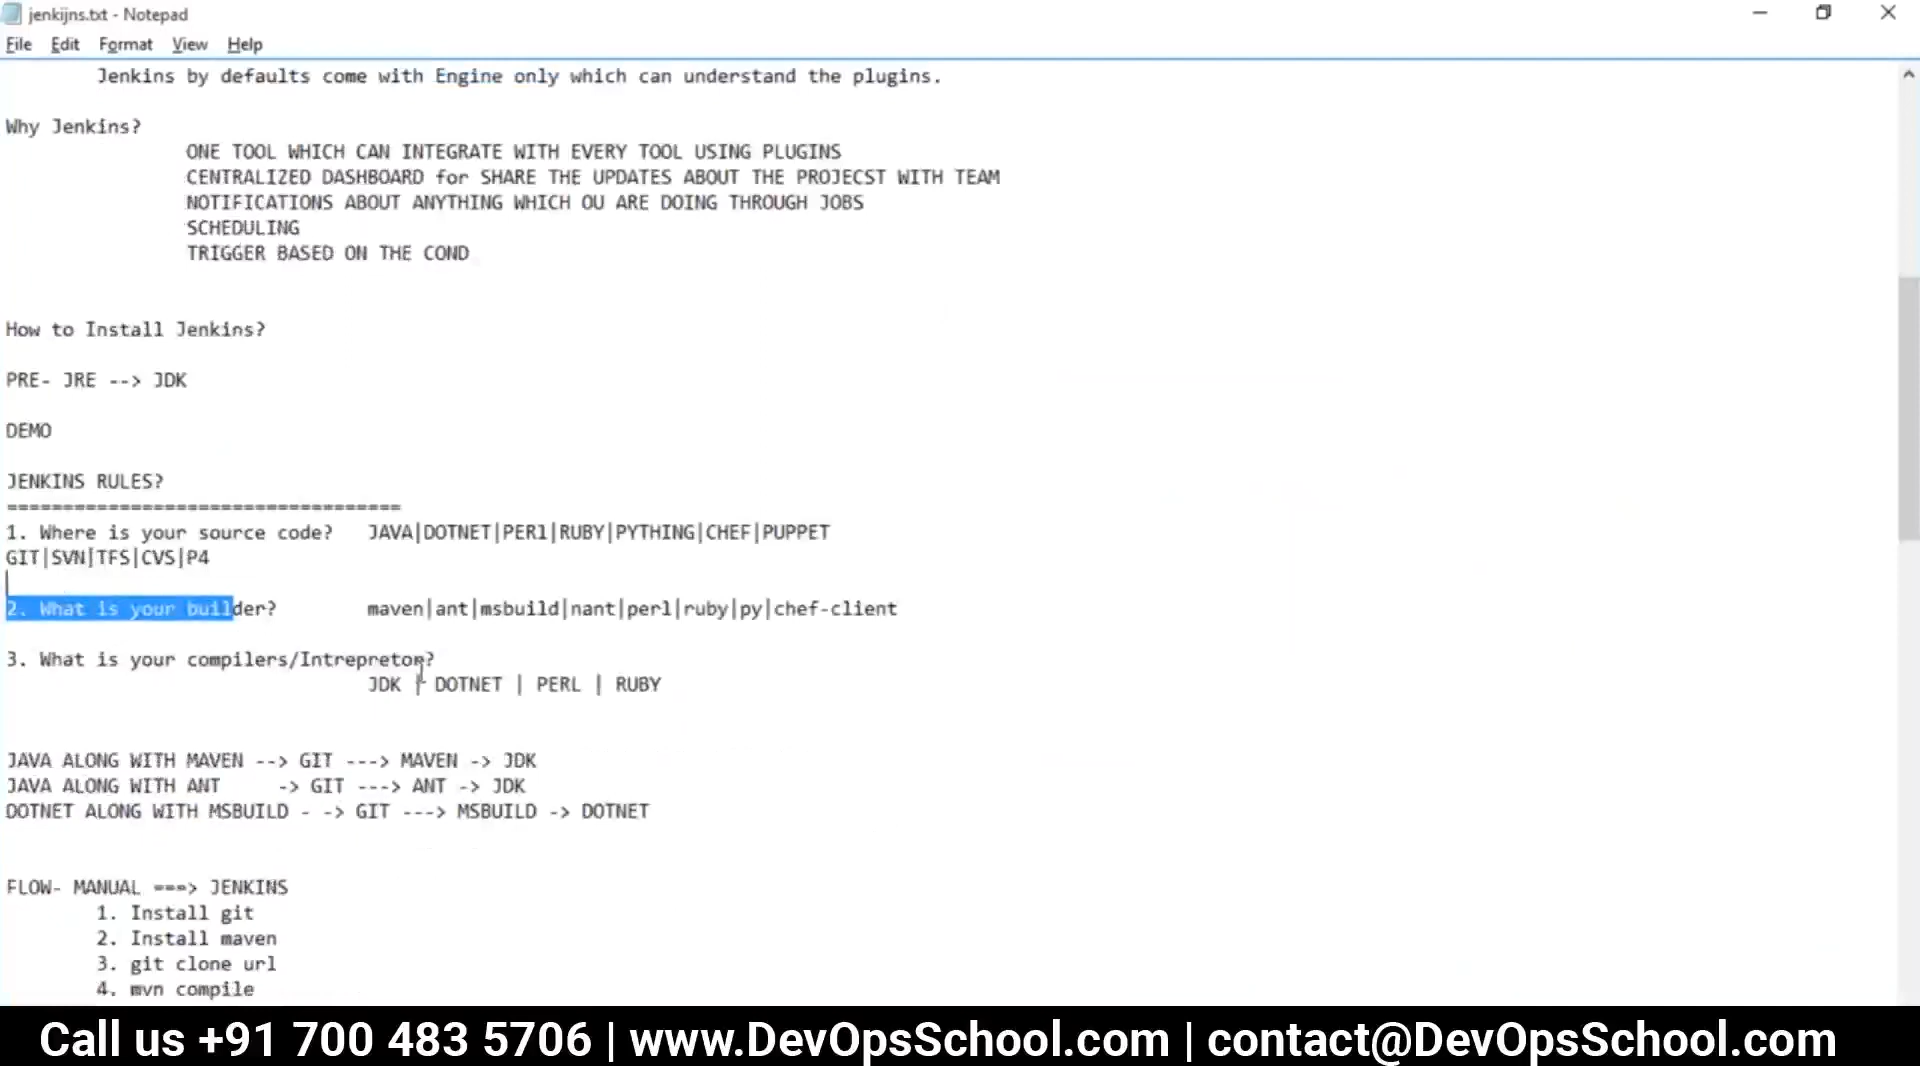 jenkijns.txt - Notepad
File Edit Format View Help
Jenkins by defaults come with Engine only which can understand the plugins.
Why Jenkins?
ONE TOOL WHICH CAN INTEGRATE WITH EVERY TOOL USING PLUGINS
CENTRALIZED DASHBOARD for SHARE THE UPDATES ABOUT THE PROJECST WITH TEAM
NOTIFICATIONS ABOUT ANYTHING WHICH OU ARE DOING THROUGH JOBS
SCHEDULING
TRIGGER BASED ON THE COND
How to Install Jenkins?
PRE- JRE --> JDK
DEMO
JENKINS RULES?
===================================
1. Where is your source code? JAVA|DOTNET|PERl|RUBY|PYTHING|CHEF|PUPPET
GIT|SVN|TFS|CVS|P4
2. What is your builder? maven|ant|msbuild|nant|perl|ruby|py|chef-client
3. What is your compilers/Intrepretor?
JDK | DOTNET | PERL | RUBY
JAVA ALONG WITH MAVEN --> GIT ---> MAVEN -> JDK
JAVA ALONG WITH ANT -> GIT ---> ANT -> JDK
DOTNET ALONG WITH MSBUILD - -> GIT ---> MSBUILD -> DOTNET
FLOW- MANUAL ===> JENKINS
1. Install git
2. Install maven
3. git clone url
4. mvn compile
Call us +91 700 483 5706 | www.DevOpsSchool.com | contact@DevOpsSchool.com